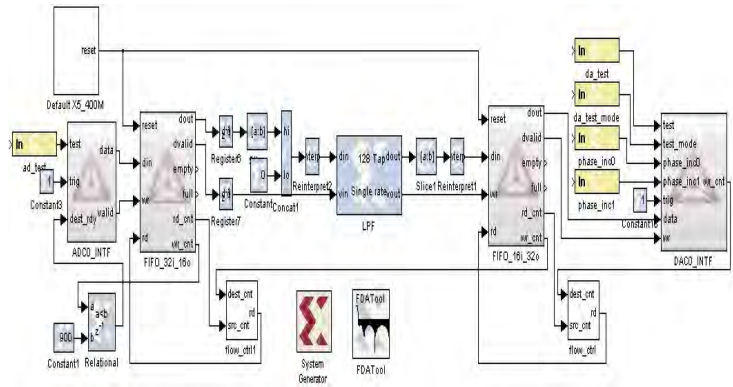 reset
Default X5_400M
In
ad_test
1
Constant3
test
trig
dest_rdy
data
valid
ADC0_INTF
reset
din
wr
rd
dout
dvalid
empty
full
rd_cnt
wr_cnt
FIFO_32i_16o
Register6
Register7
[a:b]
0
Constant
hi
lo
Concat1
Reinterpret2
din
vin
128 Tap
Single rate
dout
vout
LPF
[a:b]
Slice1
Reinterpret1
reset
din
wr
rd
dout
dvalid
empty
full
rd_cnt
wr_cnt
FIFO_16i_32o
In
da_test
In
da_test_mode
In
phase_inc0
In
phase_inc1
1
test
test_mode
phase_inc0
phase_inc1
trig
data
wr
wr_cnt
DAC0_INTF
900
Constant1
a
b
a<b
Relational
dest_cnt
src_cnt
rd
flow_ctrl1
System
Generator
FDATool
FDATool
dest_cnt
src_cnt
rd
flow_ctrl